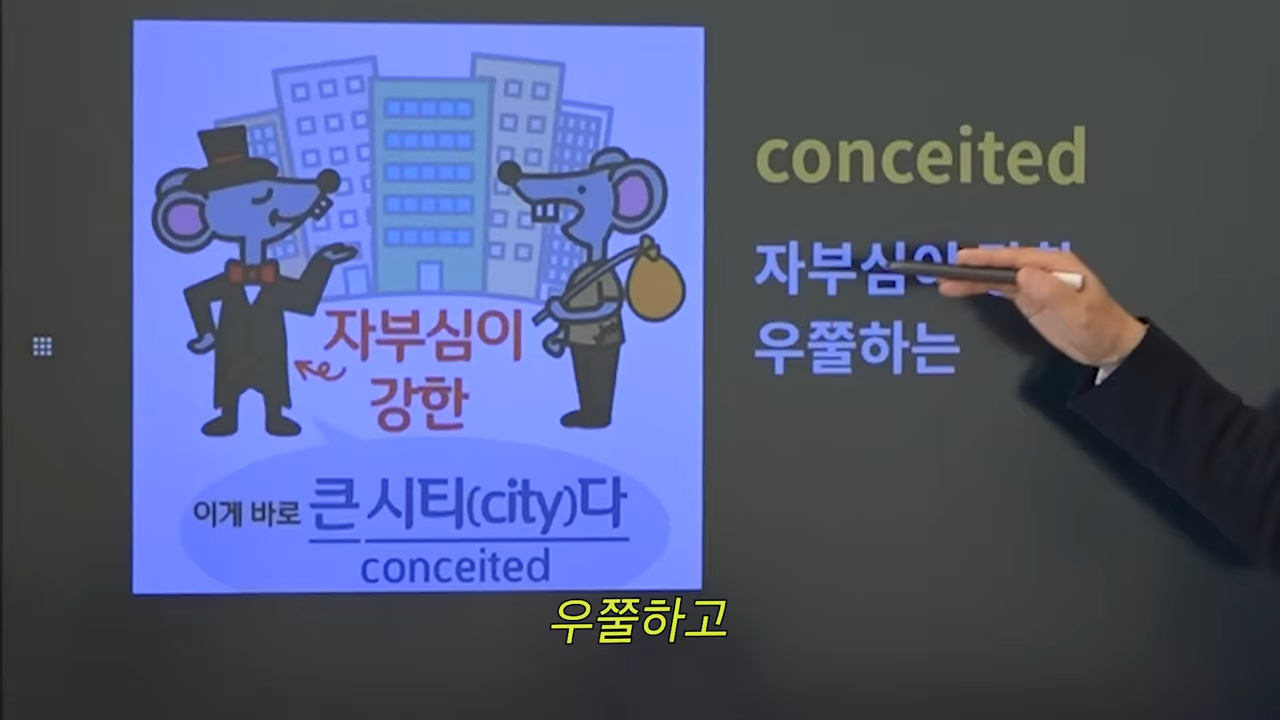 자부심이
강한
이게 바로 큰 시티(city)다
conceited
conceited
자부심이
우쭐하는
우쭐하고